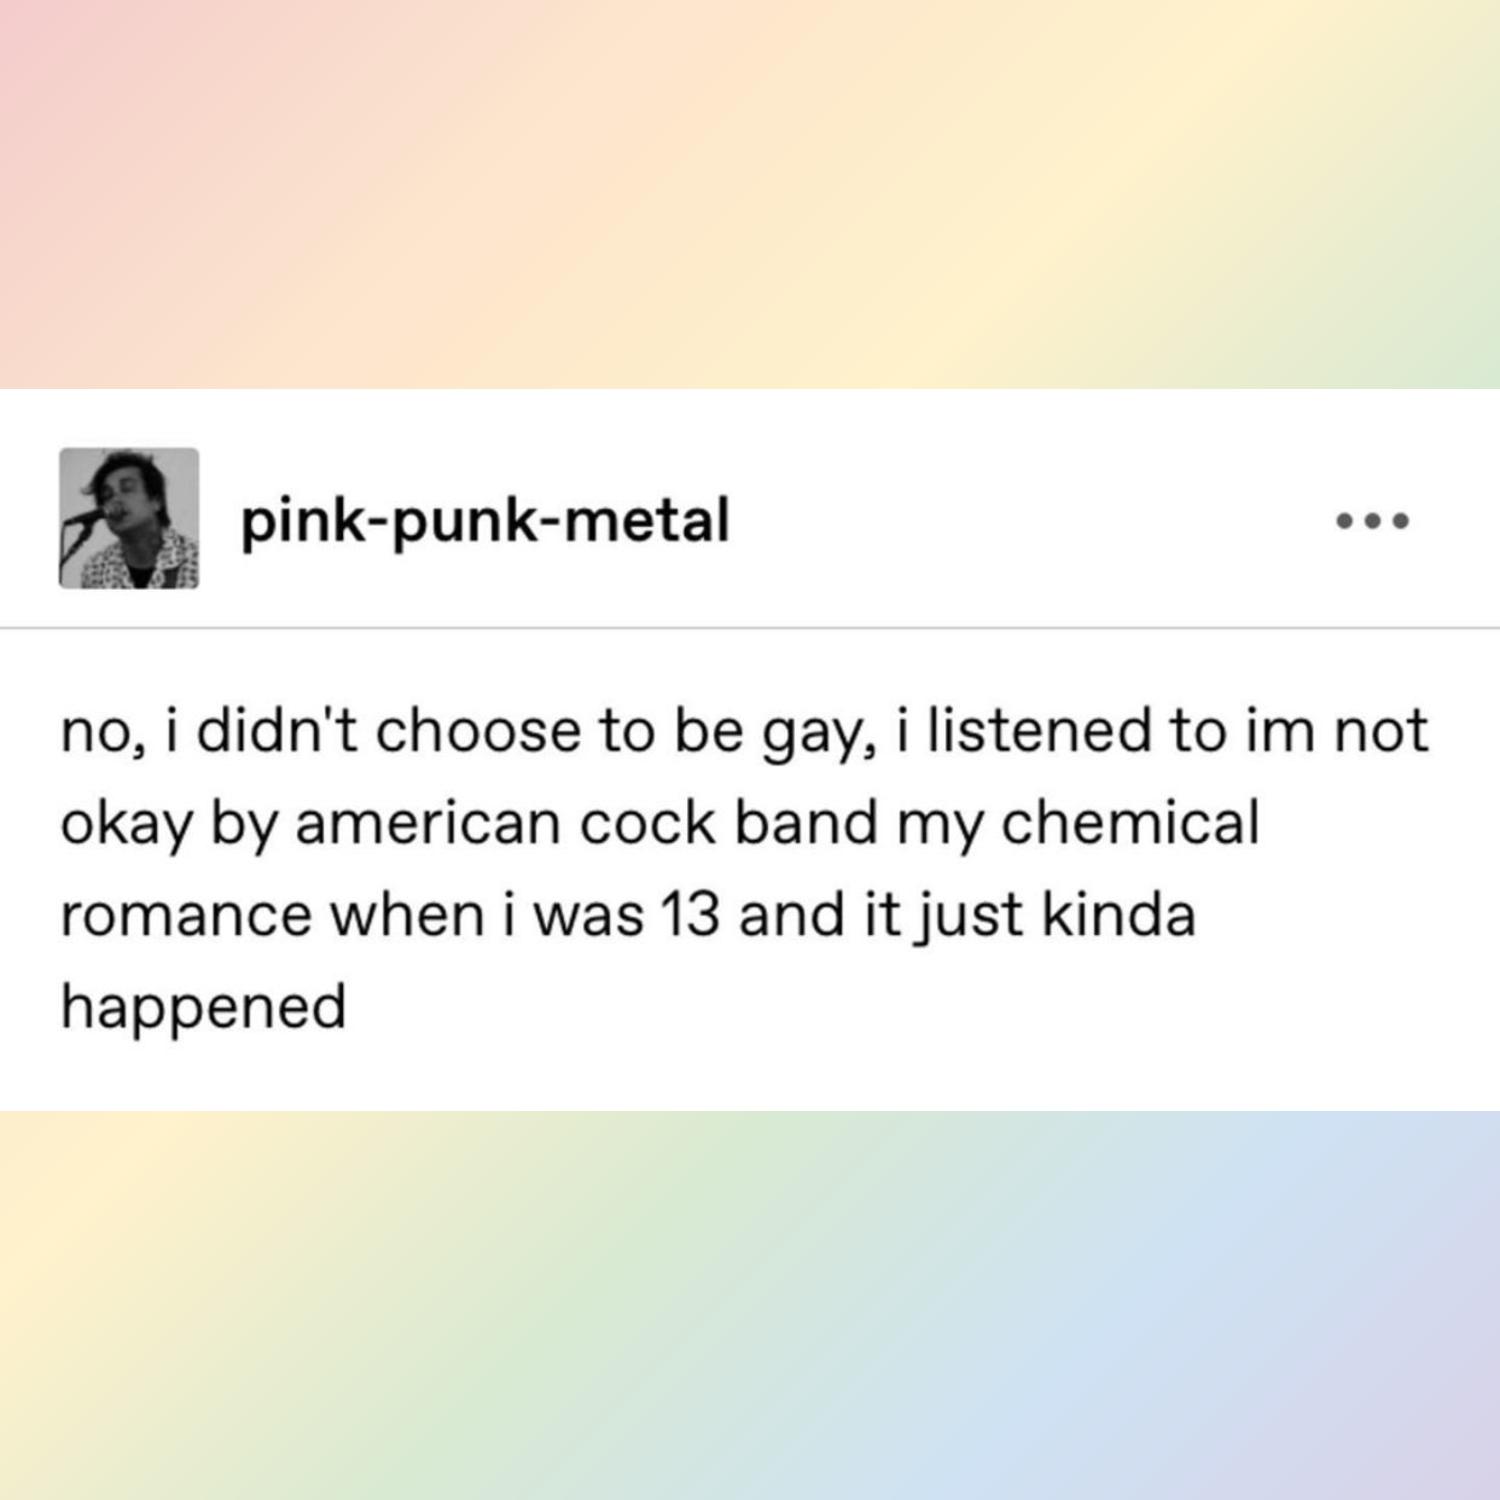 pink-punk-metal
no, i didn't choose to be gay, i listened to im not
okay by american cock band my chemical
romance when i was 13 and it just kinda
happened